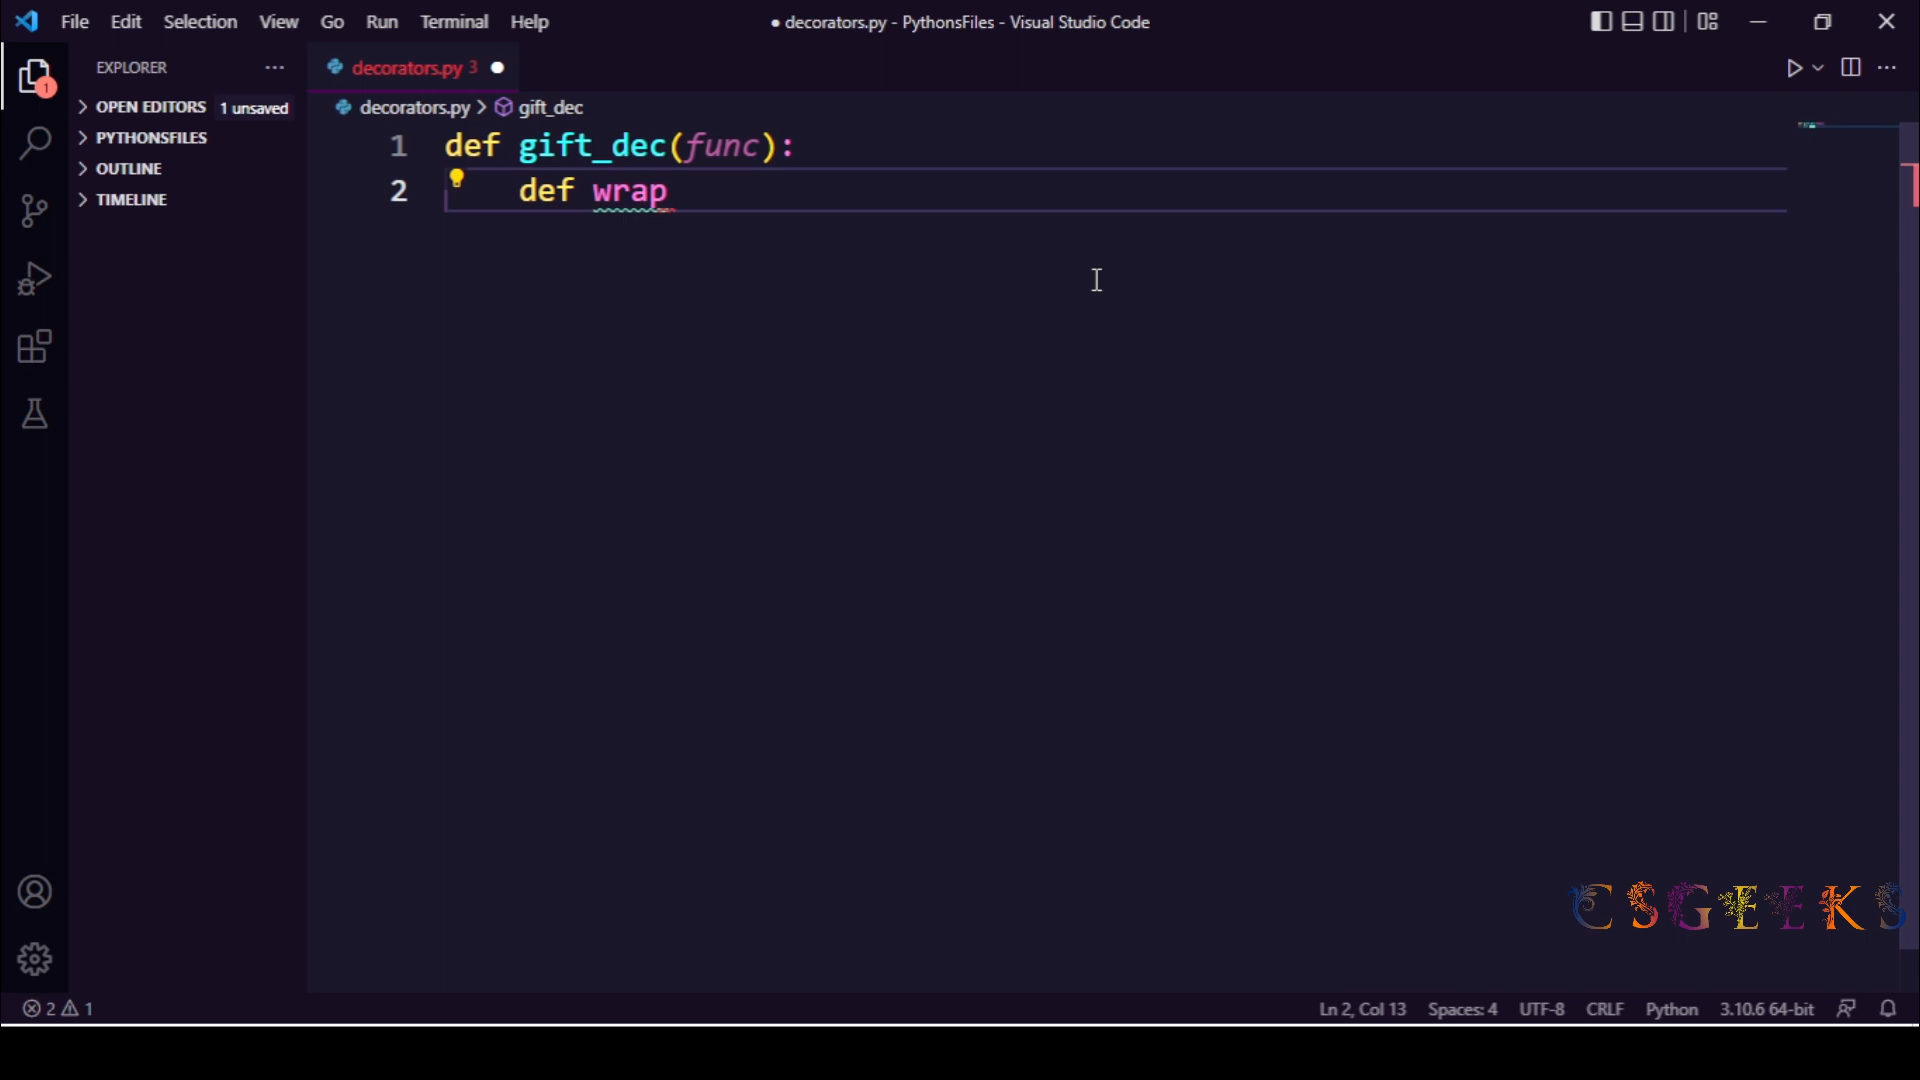 File Edit Selection View Go Run Terminal Help
● decorators.py - PythonsFiles - Visual Studio Code
EXPLORER
decorators.py 3
1
OPEN EDITORS 1 unsaved
decorators.py > gift_dec
PYTHONSFILES
OUTLINE
TIMELINE
1 def gift_dec(func):
2 def wrap
CSGEEKS
2 1
Ln 2, Col 13 Spaces: 4 UTF-8 CRLF Python 3.10.6 64-bit